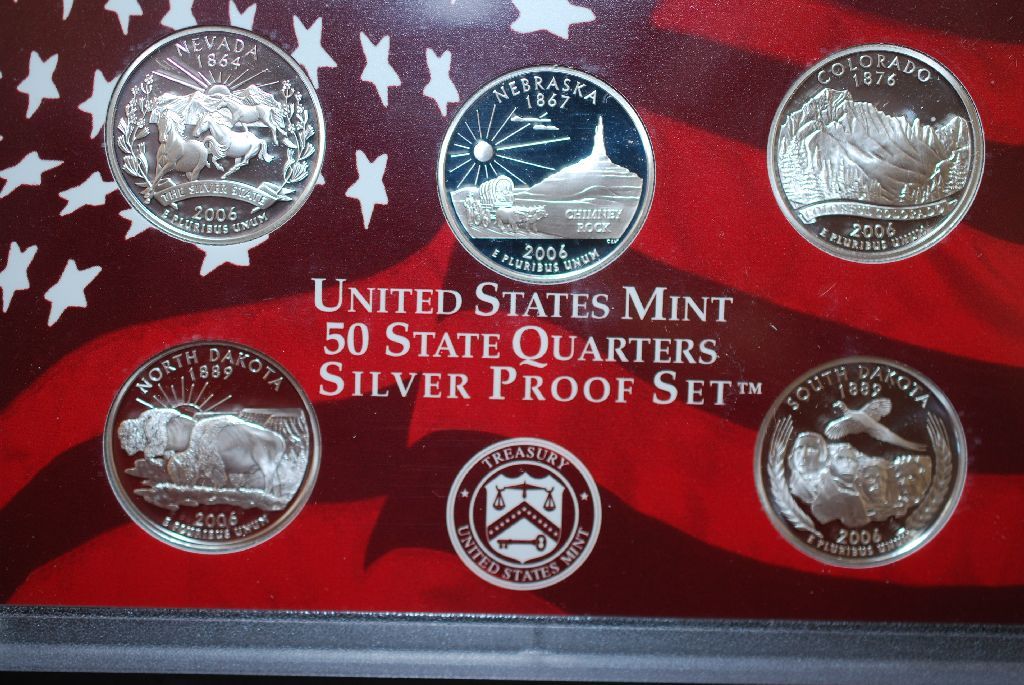 NEVADA
1864
THE SILVER STATE
2006
E PLURIBUS UNUM
NEBRASKA
1867
CHIMNEY
ROCK
2006
E PLURIBUS UNUM
COLORADO
1876
COLORFUL COLORADO
2006
E PLURIBUS UNUM
UNITED STATES MINT
50 STATE QUARTERS
SILVER PROOF SET™
NORTH DAKOTA
1889
2006
E PLURIBUS UNUM
TREASURY
UNITED STATES MINT
SOUTH DAKOTA
1889
2006
E PLURIBUS UNUM